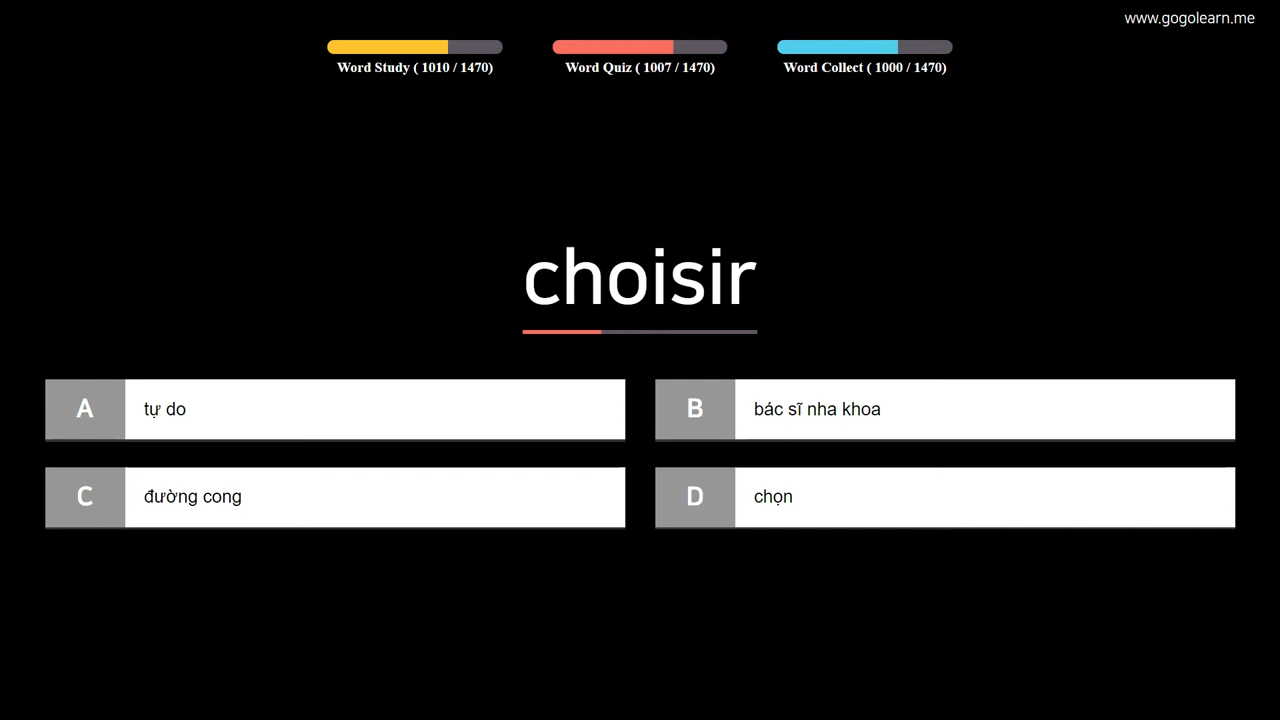 www.gogolearn.me
Word Study ( 1010 / 1470)
Word Quiz ( 1007 / 1470)
Word Collect ( 1000 / 1470)
choisir
A tự do
B bác sĩ nha khoa
C đường cong
D chọn